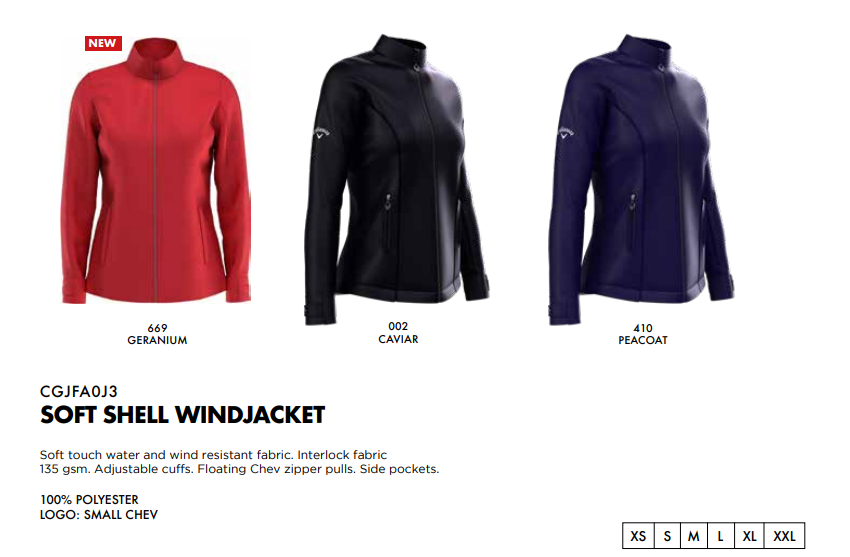 NEW
669
GERANIUM
002
CAVIAR
410
PEACOAT
CGJFA0J3
SOFT SHELL WINDJACKET
Soft touch water and wind resistant fabric. Interlock fabric
135 gsm. Adjustable cuffs. Floating Chev zipper pulls. Side pockets.
100% POLYESTER
LOGO: SMALL CHEV
XS S M L XL XXL